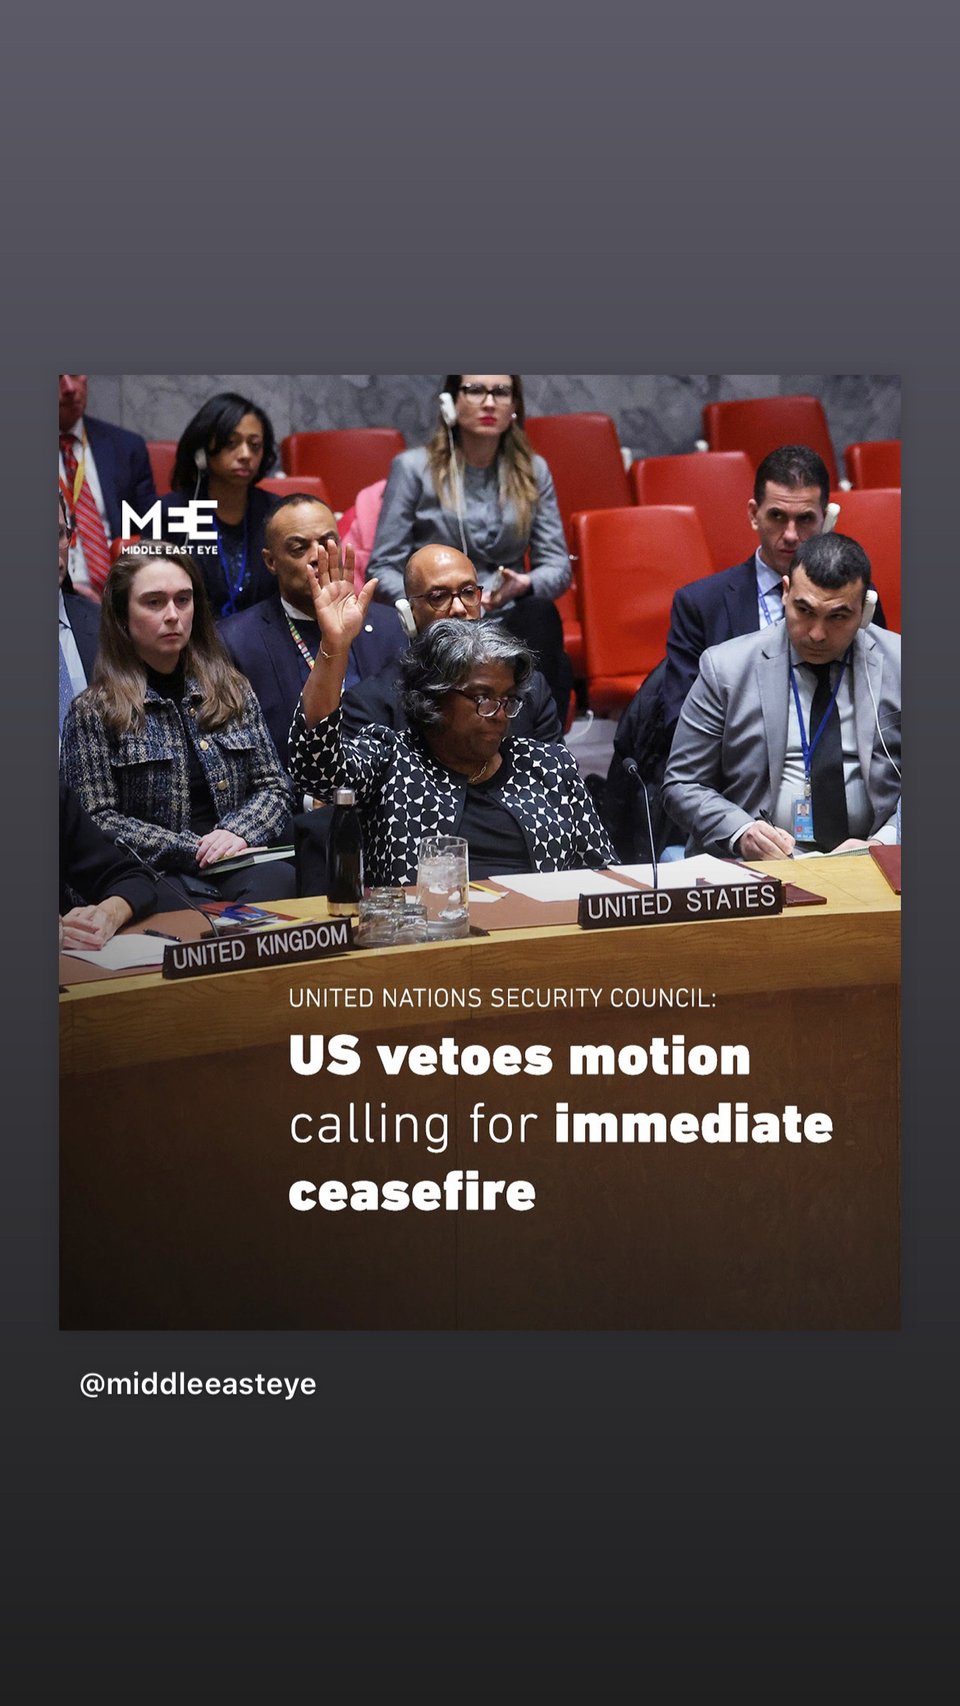 MEE
MIDDLE EAST EYE
UNITED KINGDOM
UNITED STATES
UNITED NATIONS SECURITY COUNCIL:
US vetoes motion
calling for immediate
ceasefire
@middleeasteye